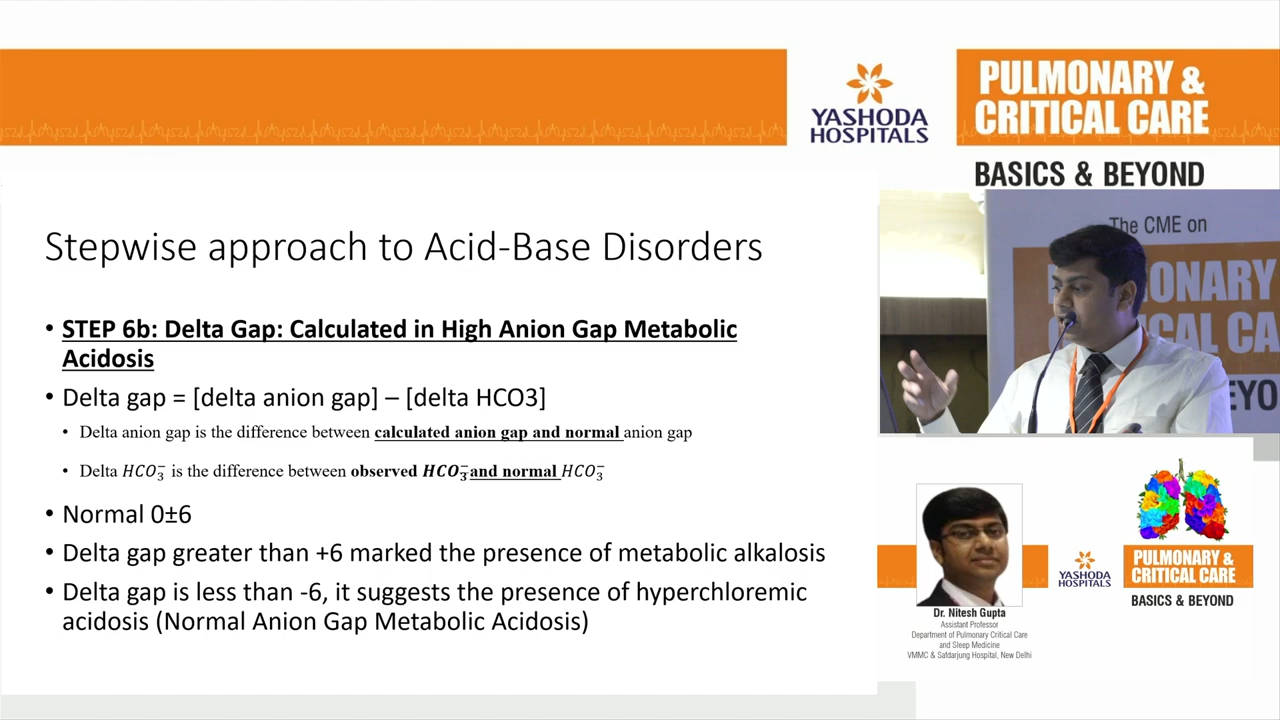 YASHODA
HOSPITALS
PULMONARY &
CRITICAL CARE
BASICS & BEYOND
Stepwise approach to Acid-Base Disorders
• STEP 6b: Delta Gap: Calculated in High Anion Gap Metabolic
Acidosis
• Delta gap = [delta anion gap] – [delta HCO3]
• Delta anion gap is the difference between calculated anion gap and normal anion gap
• Delta HCO₃⁻ is the difference between observed HCO₃⁻ and normal HCO₃⁻
• Normal 0±6
• Delta gap greater than +6 marked the presence of metabolic alkalosis
• Delta gap is less than -6, it suggests the presence of hyperchloremic
acidosis (Normal Anion Gap Metabolic Acidosis)
The CME on
ONARY
CAL CA
EYO
YASHODA
HOSPITALS
PULMONARY &
CRITICAL CARE
BASICS & BEYOND
Dr. Nitesh Gupta
Assistant Professor
Department of Pulmonary Critical Care
and Sleep Medicine
VMMC & Safdarjung Hospital, New Delhi